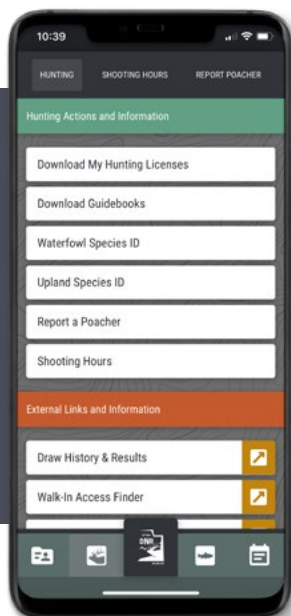 10:39
HUNTING SHOOTING HOURS REPORT POACHER
Hunting Actions and Information
Download My Hunting Licenses
Download Guidebooks
Waterfowl Species ID
Upland Species ID
Report a Poacher
Shooting Hours
External Links and Information
Draw History & Results
Walk-In Access Finder
DNR